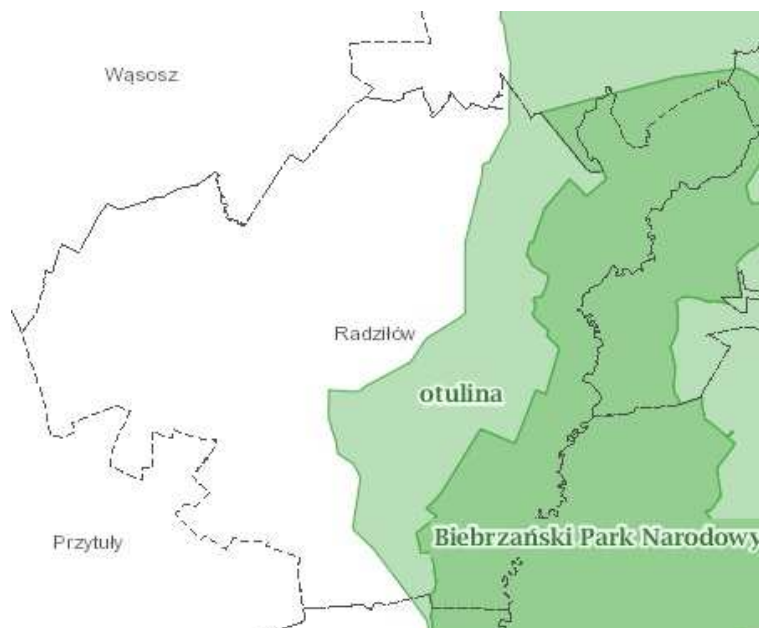 Wąsosz
Radziłów
otulina
Przytuły
Biebrzański Park Narodowy